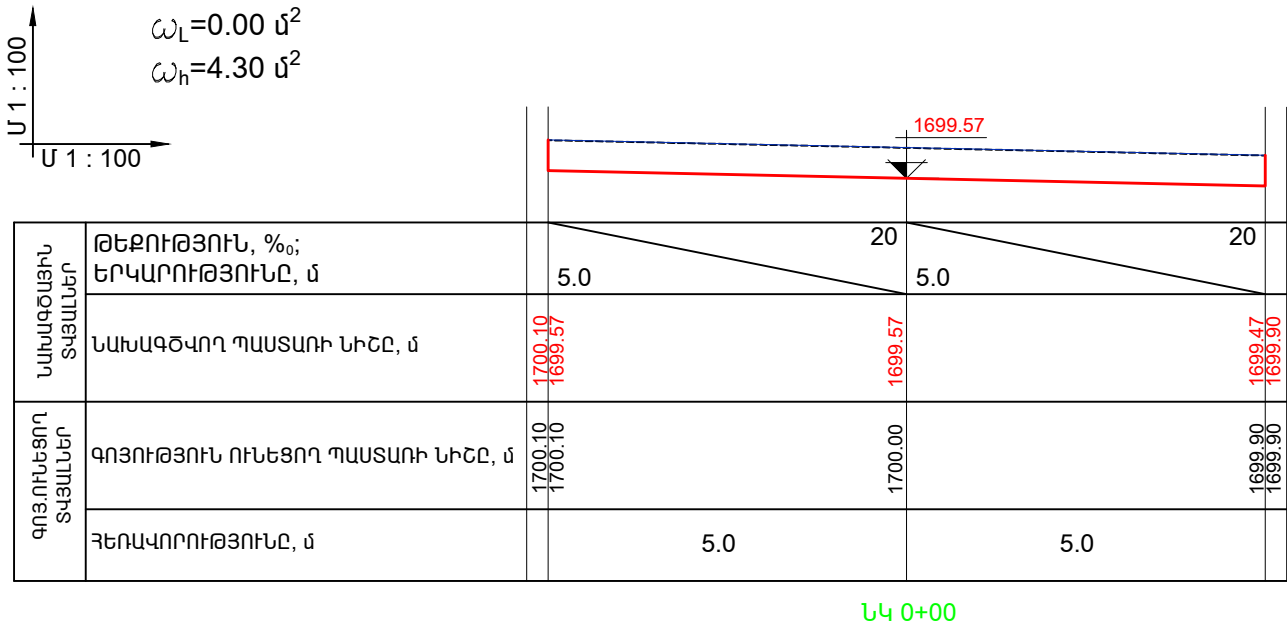 ω_L=0.00 մ²
ω_h=4.30 մ²
Մ 1 : 100
Մ 1 : 100
1699.57
ՆԱԽԱԳԾԱՅԻՆ
ՏՎՅԱԼՆԵՐ
ԹԵՔՈՒԹՅՈՒՆ, %₀;
ԵՐԿԱՐՈՒԹՅՈՒՆԸ, մ
20
5.0
20
5.0
ՆԱԽԱԳԾՎՈՂ ՊԱՍՏԱՌԻ ՆԻՇԸ, մ
1700.10
1699.57
1699.57
1699.47
1699.90
ԳՈՅ.ՈՒՆԵՑՈՂ
ՏՎՅԱԼՆԵՐ
ԳՈՅՈՒԹՅՈՒՆ ՈՒՆԵՑՈՂ ՊԱՍՏԱՌԻ ՆԻՇԸ, մ
1700.10
1700.10
1700.00
1699.90
1699.90
ՀԵՌԱՎՈՐՈՒԹՅՈՒՆԸ, մ
5.0
5.0
ՆԿ 0+00